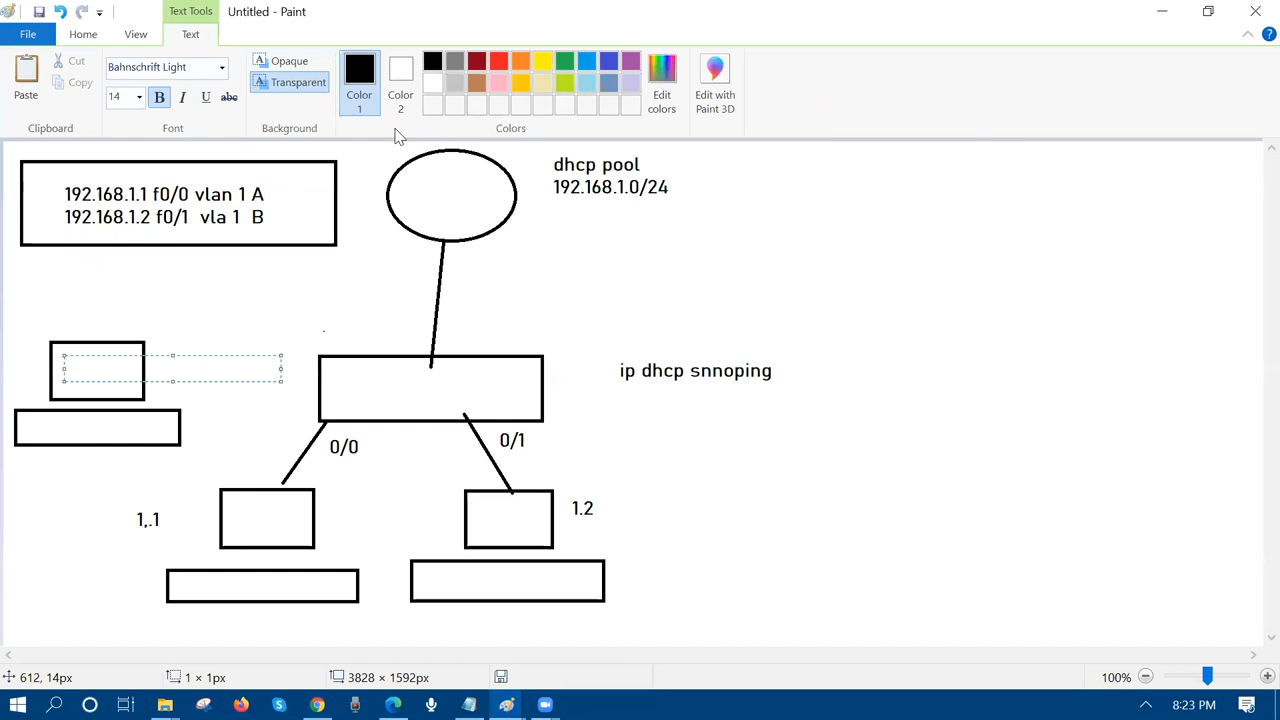 Text Tools
Untitled - Paint
File
Home
View
Text
Paste
Cut
Copy
Clipboard
Bahnschrift Light
14
B
I
U
abc
Font
Opaque
Transparent
Background
Color 1
Color 2
Edit colors
Colors
Edit with Paint 3D
192.168.1.1 f0/0 vlan 1 A
192.168.1.2 f0/1 vla 1 B
dhcp pool
192.168.1.0/24
ip dhcp snnoping
0/0
0/1
1,.1
1.2
612, 14px
1 × 1px
3828 × 1592px
100%
8:23 PM